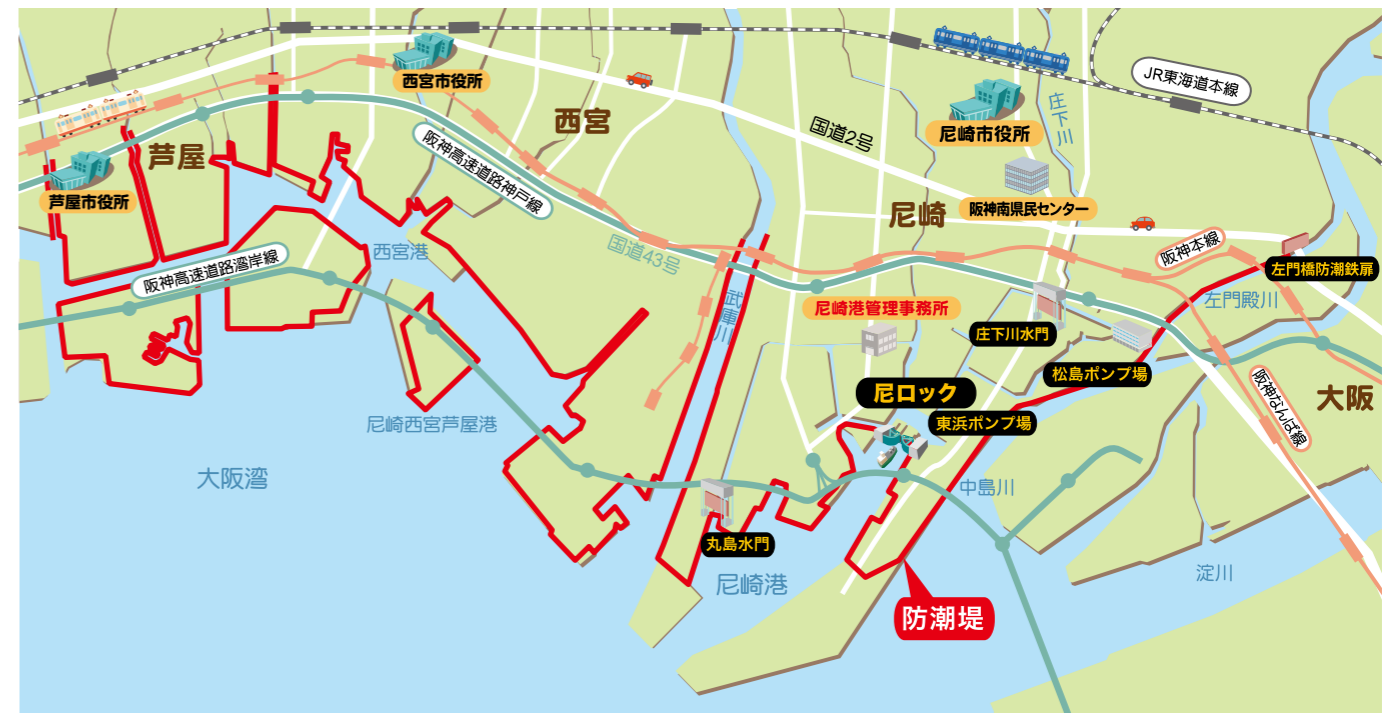 西宮市役所
JR東海道本線
庄下川
西宮
尼崎市役所
国道2号
芦屋
阪神高速道路神戸線
芦屋市役所
阪神南県民センター
尼崎
西宮港
国道43号
阪神本線
阪神高速道路湾岸線
左門橋防潮鉄扉
武庫川
尼崎港管理事務所
左門殿川
庄下川水門
松島ポンプ場
尼ロック
阪神なんば線
大阪
尼崎西宮芦屋港
東浜ポンプ場
大阪湾
中島川
丸島水門
尼崎港
淀川
防潮堤